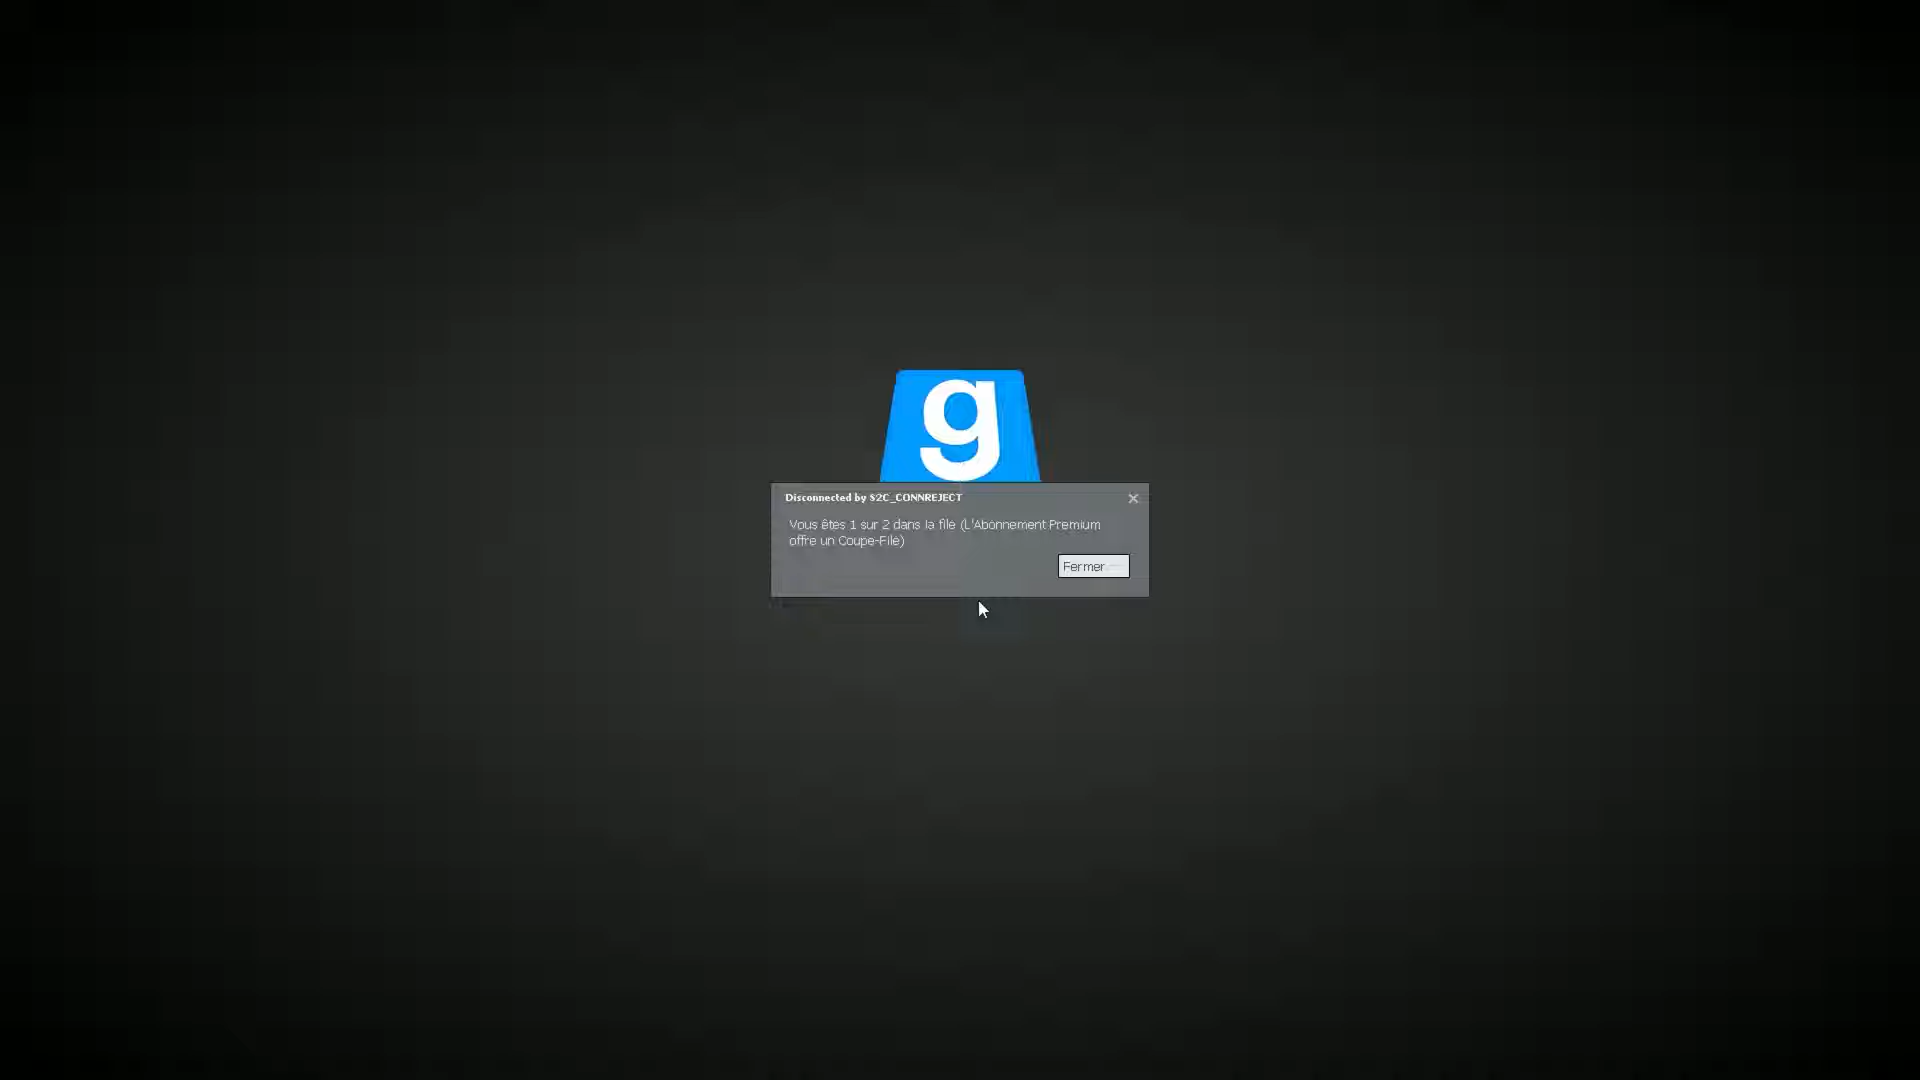 g
Disconnected by S2C_CONNREJECT
Vous êtes 1 sur 2 dans la file (L'Abonnement Premium
offre un Coupe-File)
Fermer